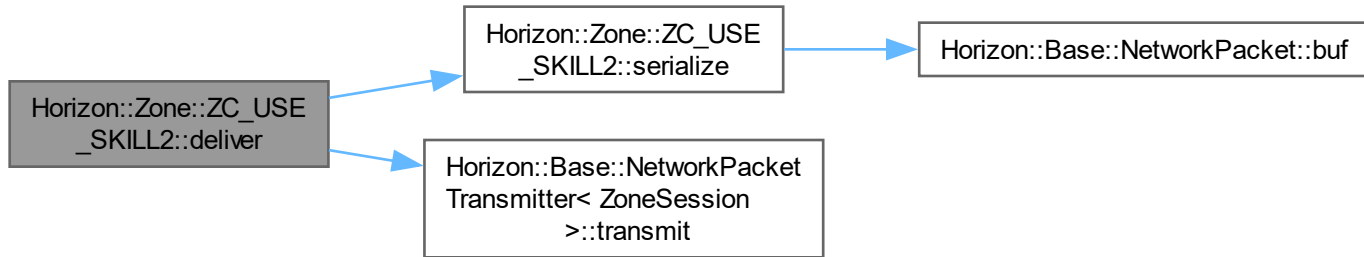 Horizon::Zone::ZC_USE
_SKILL2::deliver
Horizon::Zone::ZC_USE
_SKILL2::serialize
Horizon::Base::NetworkPacket::buf
Horizon::Base::NetworkPacket
Transmitter< ZoneSession
>::transmit